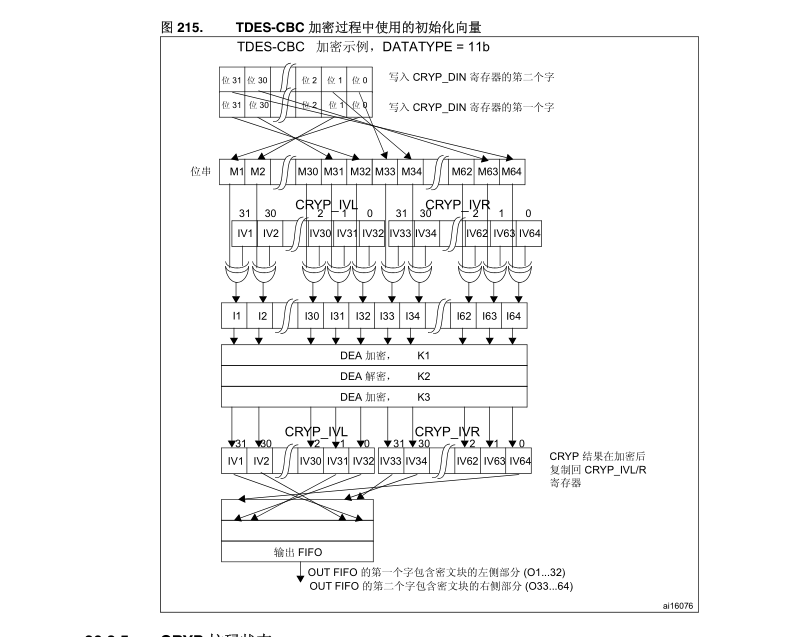 图 215. TDES-CBC 加密过程中使用的初始化向量
TDES-CBC 加密示例，DATATYPE = 11b
位 31 位 30 位 2 位 1 位 0 写入 CRYP_DIN 寄存器的第二个字
位 31 位 30 位 2 位 1 位 0 写入 CRYP_DIN 寄存器的第一个字
位串 M1 M2 M30 M31 M32 M33 M34 M62 M63 M64
CRYP_IVL CRYP_IVR
31 30 2 1 0 31 30 2 1 0
IV1 IV2 IV30 IV31 IV32 IV33 IV34 IV62 IV63 IV64
I1 I2 I30 I31 I32 I33 I34 I62 I63 I64
DEA 加密， K1
DEA 解密， K2
DEA 加密， K3
CRYP_IVL CRYP_IVR
31 30 2 1 0 31 30 2 1 0
IV1 IV2 IV30 IV31 IV32 IV33 IV34 IV62 IV63 IV64
CRYP 结果在加密后
复制回 CRYP_IVL/R
寄存器
输出 FIFO
OUT FIFO 的第一个字包含密文块的左侧部分 (O1...32)
OUT FIFO 的第二个字包含密文块的右侧部分 (O33...64)
ai16076